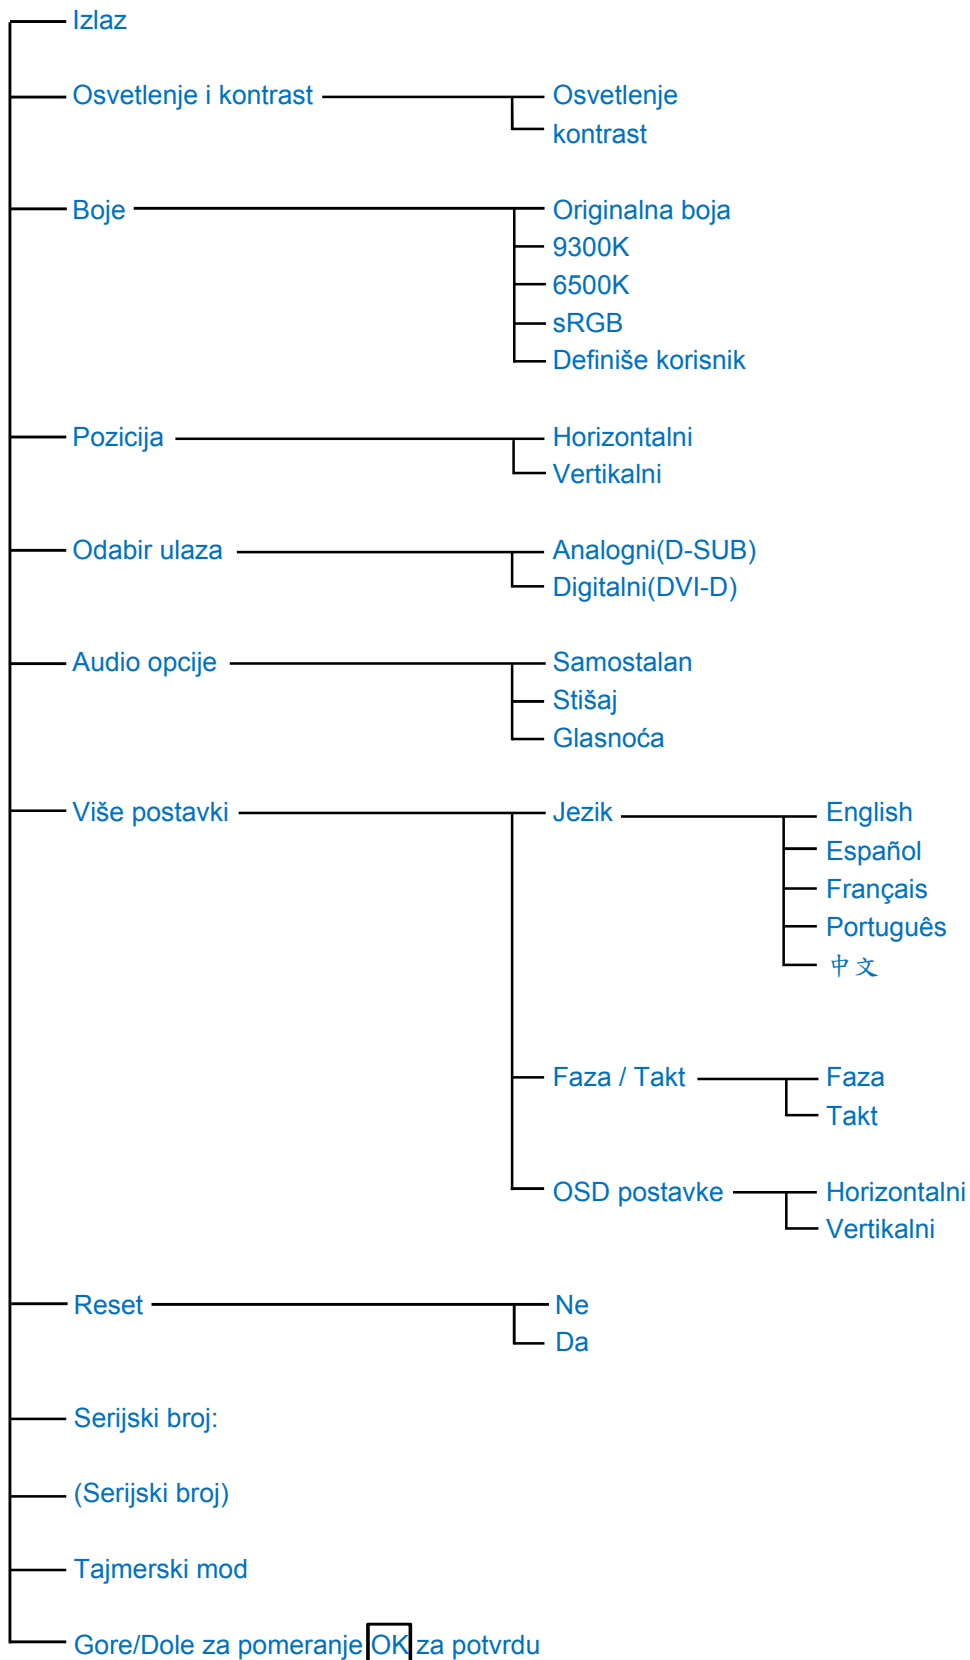 Izlaz
Osvetlenje i kontrast
Osvetlenje
kontrast
Boje
Originalna boja
9300K
6500K
sRGB
Definiše korisnik
Pozicija
Horizontalni
Vertikalni
Odabir ulaza
Analogni(D-SUB)
Digitalni(DVI-D)
Audio opcije
Samostalan
Stišaj
Glasnoća
Više postavki
Jezik
English
Español
Français
Português
中文
Faza / Takt
Faza
Takt
OSD postavke
Horizontalni
Vertikalni
Reset
Ne
Da
Serijski broj:
(Serijski broj)
Tajmerski mod
Gore/Dole za pomeranje OK za potvrdu